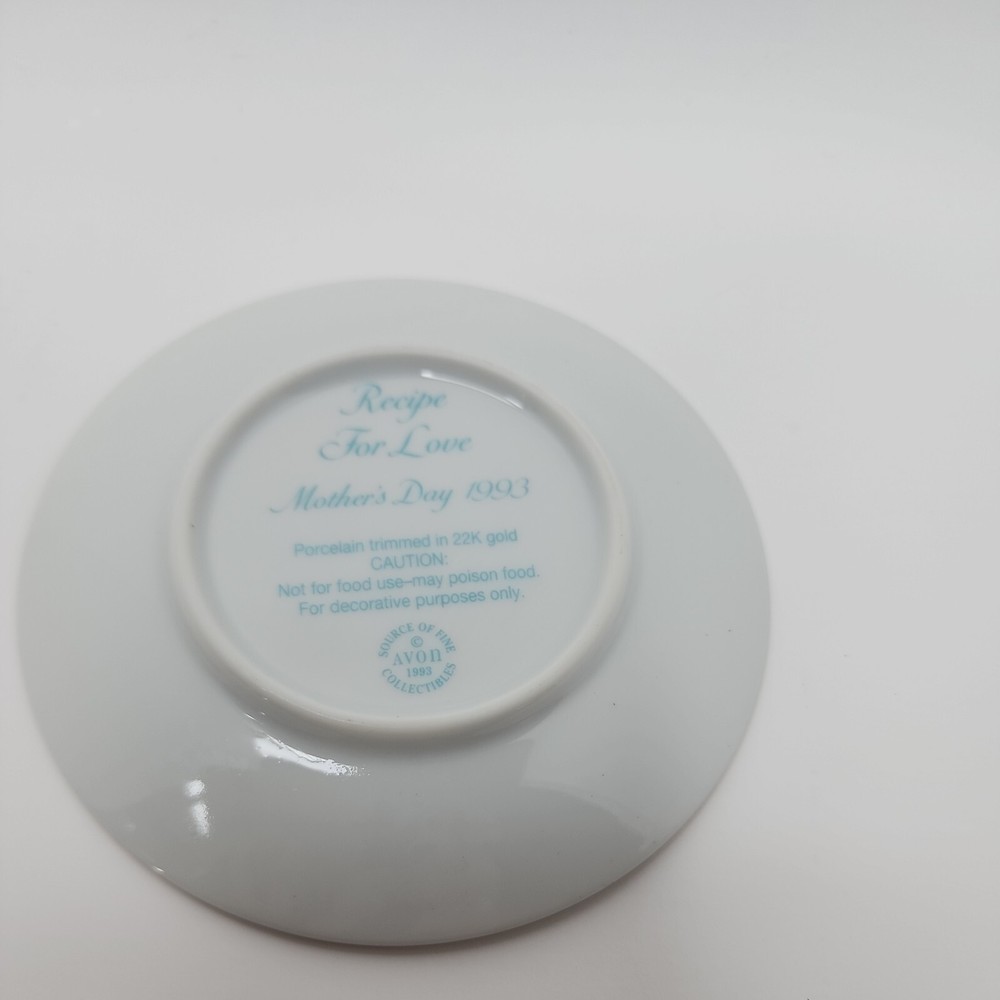 Recipe
For Love
Mother's Day 1993
Porcelain trimmed in 22K gold
CAUTION:
Not for food use–may poison food.
For decorative purposes only.
SOURCE OF FINE
©
AVON
1993
COLLECTIBLES